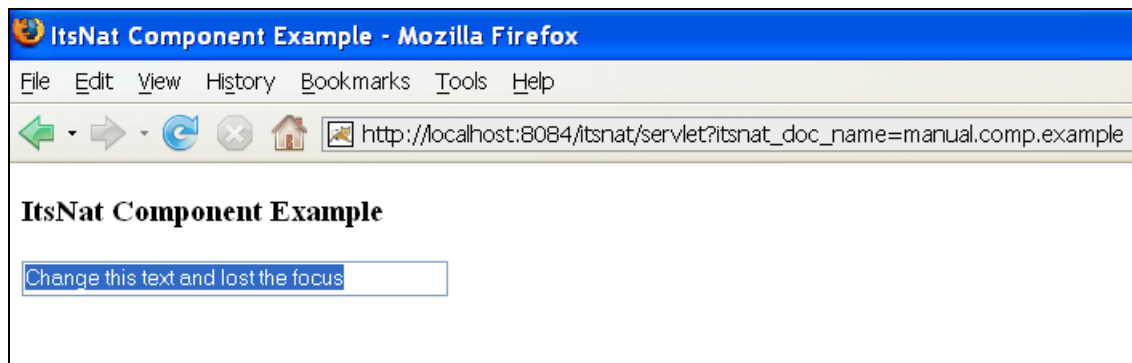 ItsNat Component Example - Mozilla Firefox
File Edit View History Bookmarks Tools Help
http://localhost:8084/itsnat/servlet?itsnat_doc_name=manual.comp.example
ItsNat Component Example
Change this text and lost the focus